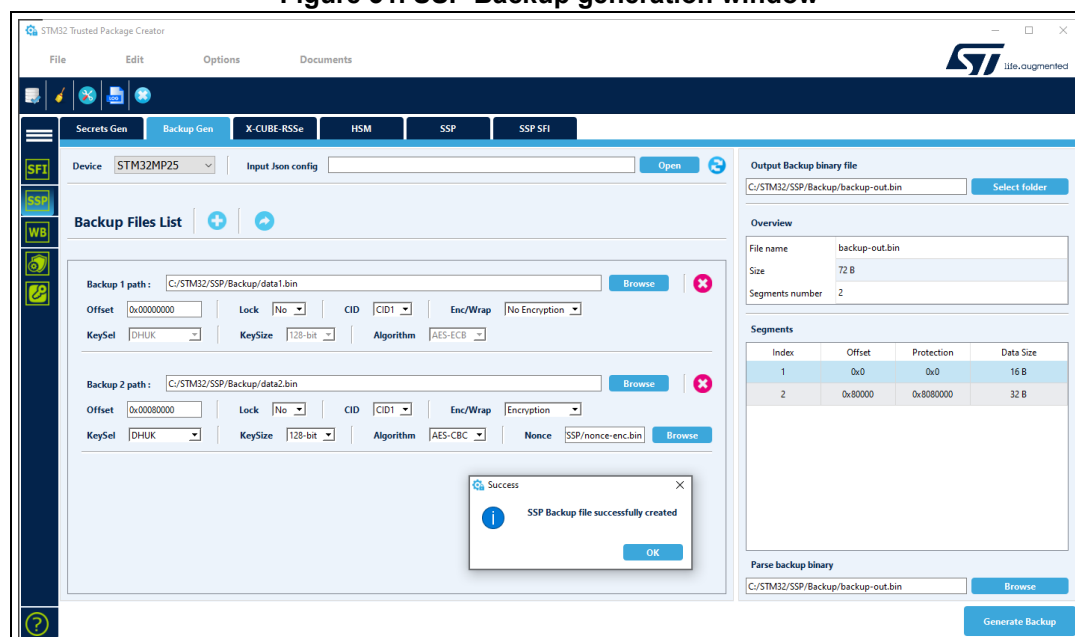 STM32 Trusted Package Creator
File Edit Options Documents
ST life.augmented
LOG
Secrets Gen Backup Gen X-CUBE-RSSe HSM SSP SSP SFI
SFI
SSP
WB
Device STM32MP25 Input Json config Open
Backup Files List
Backup 1 path : C:/STM32/SSP/Backup/data1.bin Browse
Offset 0x00000000 Lock No CID CID1 Enc/Wrap No Encryption
KeySel DHUK KeySize 128-bit Algorithm AES-ECB
Backup 2 path : C:/STM32/SSP/Backup/data2.bin Browse
Offset 0x00080000 Lock No CID CID1 Enc/Wrap Encryption
KeySel DHUK KeySize 128-bit Algorithm AES-CBC Nonce SSP/nonce-enc.bin Browse
Success
SSP Backup file successfully created
OK
Output Backup binary file
C:/STM32/SSP/Backup/backup-out.bin Select folder
Overview
File name backup-out.bin
Size 72 B
Segments number 2
Segments
Index Offset Protection Data Size
1 0x0 0x0 16 B
2 0x80000 0x8080000 32 B
Parse backup binary
C:/STM32/SSP/Backup/backup-out.bin Browse
Generate Backup